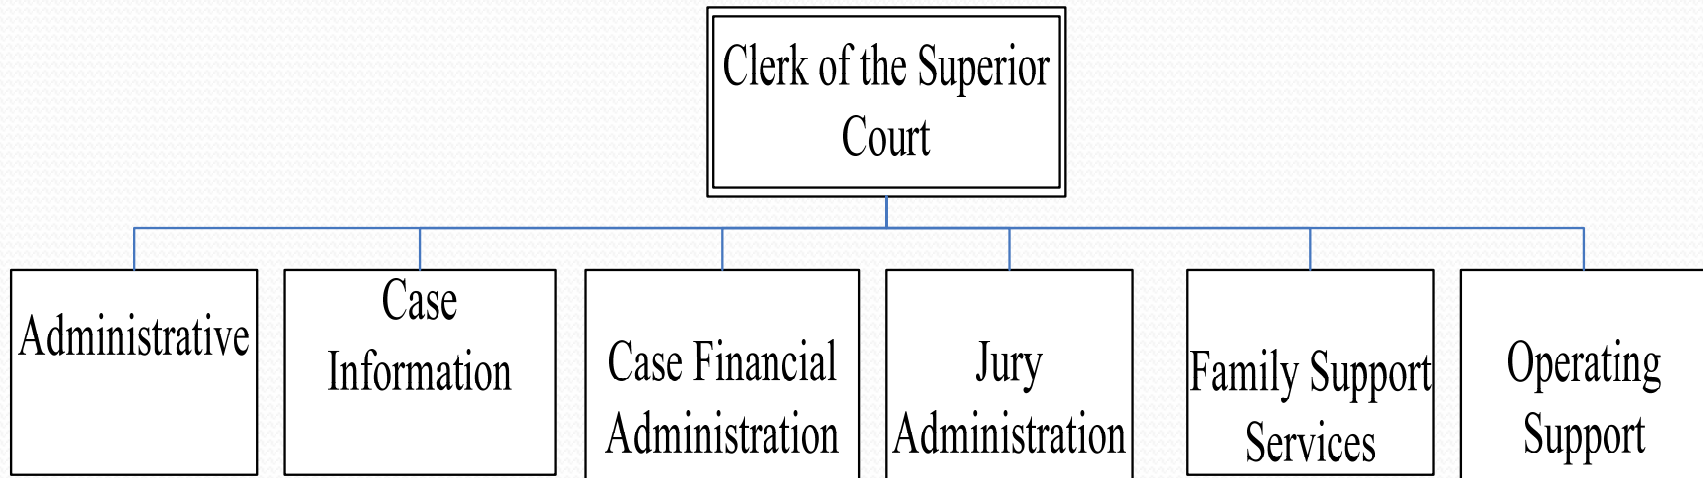 Clerk of the Superior
Court
Administrative
Case
Information
Case Financial
Administration
Jury
Administration
Family Support
Services
Operating
Support